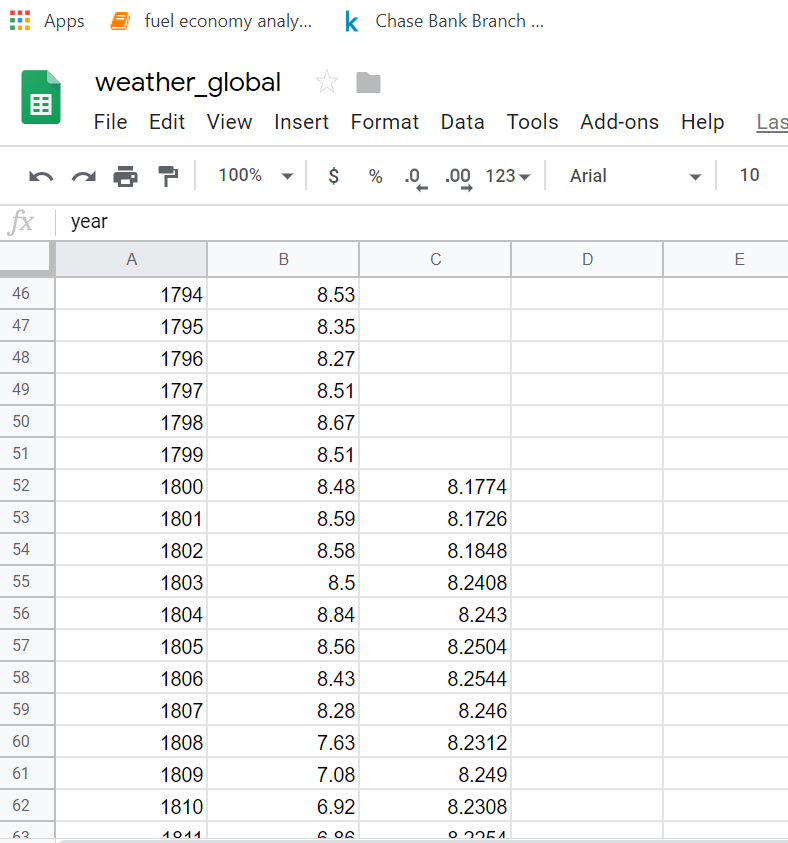 Apps fuel economy analy... Chase Bank Branch ...
weather_global
File Edit View Insert Format Data Tools Add-ons Help Las
100% $ % .0 .00 123 Arial 10
fx year
A B C D E
46 1794 8.53
47 1795 8.35
48 1796 8.27
49 1797 8.51
50 1798 8.67
51 1799 8.51
52 1800 8.48 8.1774
53 1801 8.59 8.1726
54 1802 8.58 8.1848
55 1803 8.5 8.2408
56 1804 8.84 8.243
57 1805 8.56 8.2504
58 1806 8.43 8.2544
59 1807 8.28 8.246
60 1808 7.63 8.2312
61 1809 7.08 8.249
62 1810 6.92 8.2308
63 1811 6.86 8.2254